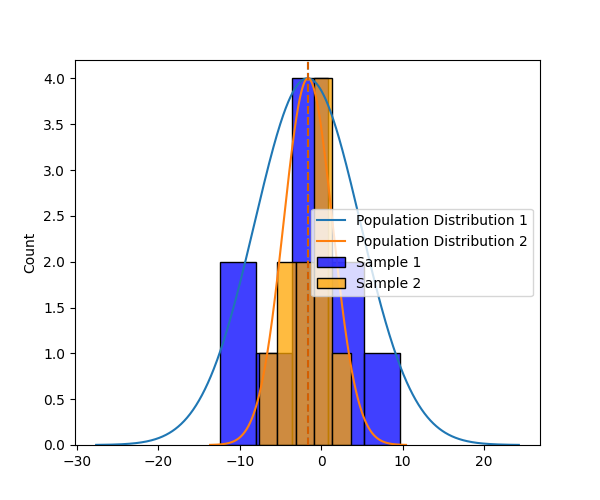 4.0
3.5
3.0
2.5
2.0
1.5
1.0
0.5
0.0
Count
Population Distribution 1
Population Distribution 2
Sample 1
Sample 2
−30 −20 −10 0 10 20